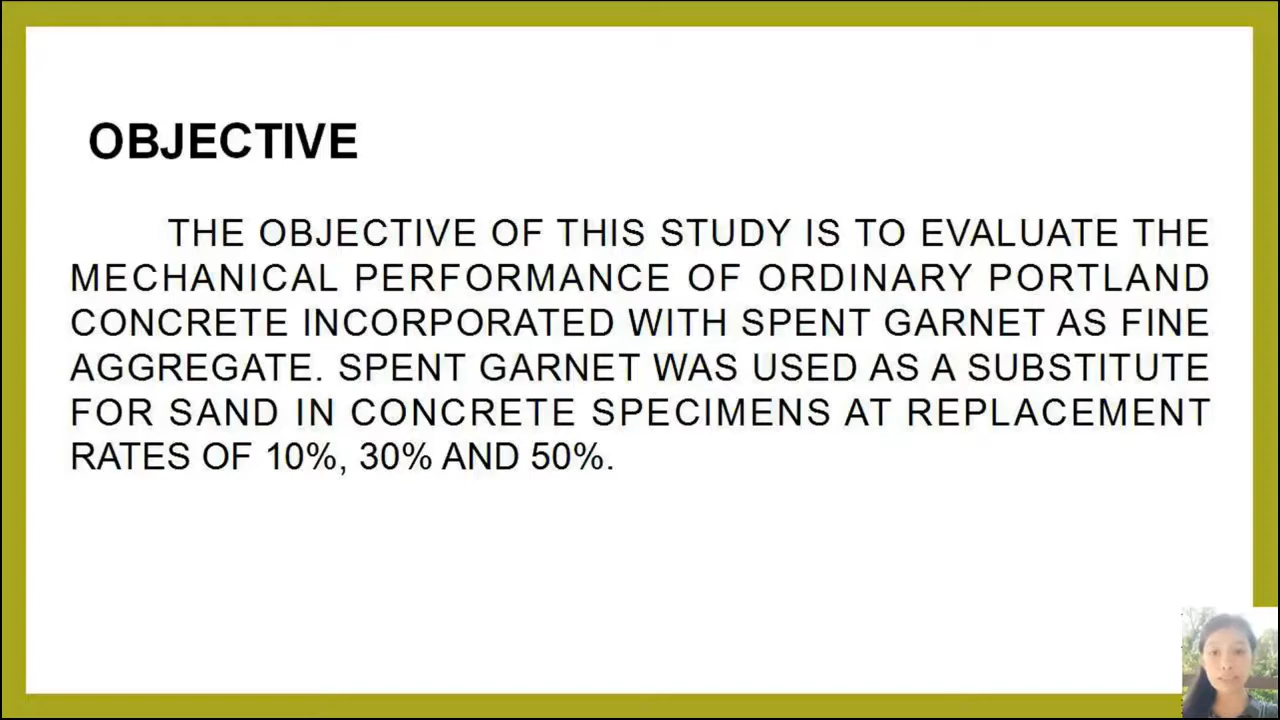 OBJECTIVE
THE OBJECTIVE OF THIS STUDY IS TO EVALUATE THE
MECHANICAL PERFORMANCE OF ORDINARY PORTLAND
CONCRETE INCORPORATED WITH SPENT GARNET AS FINE
AGGREGATE. SPENT GARNET WAS USED AS A SUBSTITUTE
FOR SAND IN CONCRETE SPECIMENS AT REPLACEMENT
RATES OF 10%, 30% AND 50%.